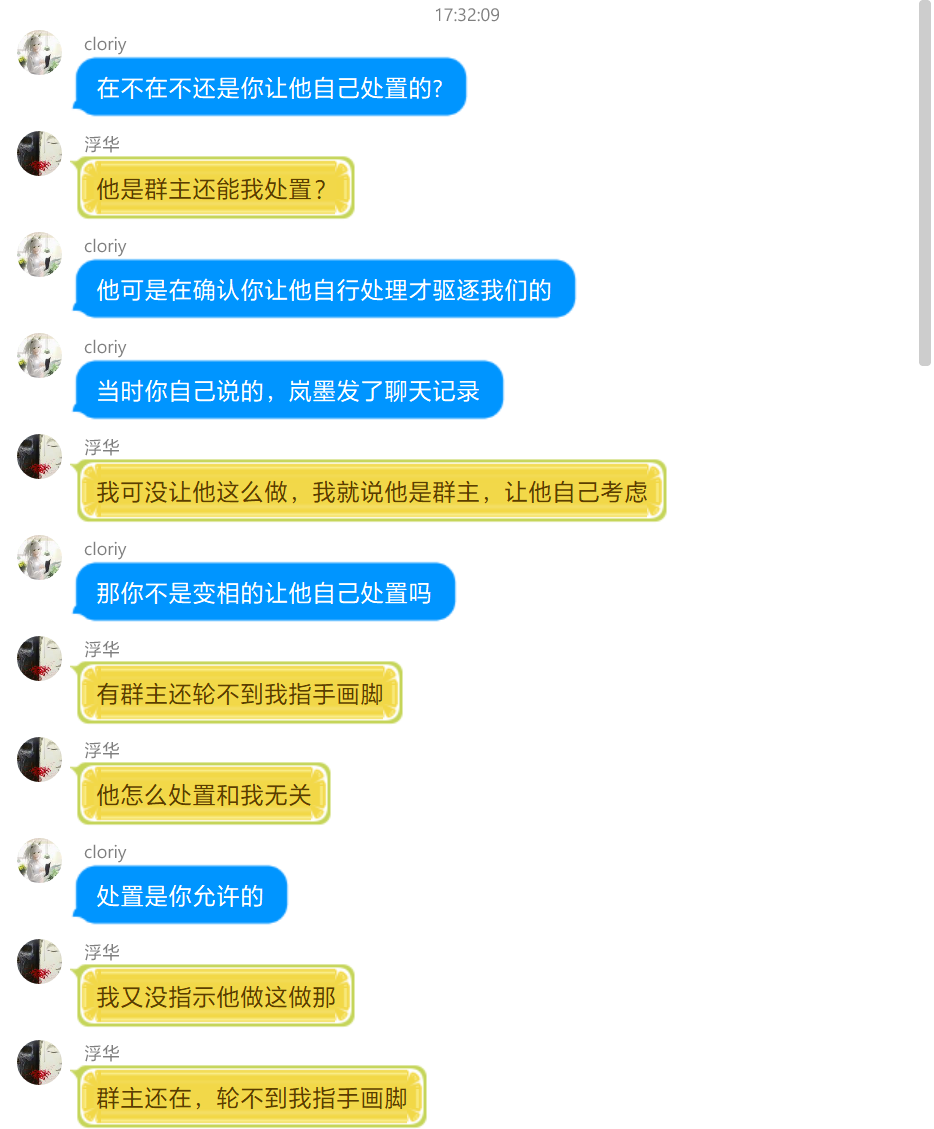 17:32:09
cloriy
在不在不还是你让他自己处置的?
浮华
他是群主还能我处置？
cloriy
他可是在确认你让他自行处理才驱逐我们的
cloriy
当时你自己说的，岚墨发了聊天记录
浮华
我可没让他这么做，我就说他是群主，让他自己考虑
cloriy
那你不是变相的让他自己处置吗
浮华
有群主还轮不到我指手画脚
浮华
他怎么处置和我无关
cloriy
处置是你允许的
浮华
我又没指示他做这做那
浮华
群主还在，轮不到我指手画脚